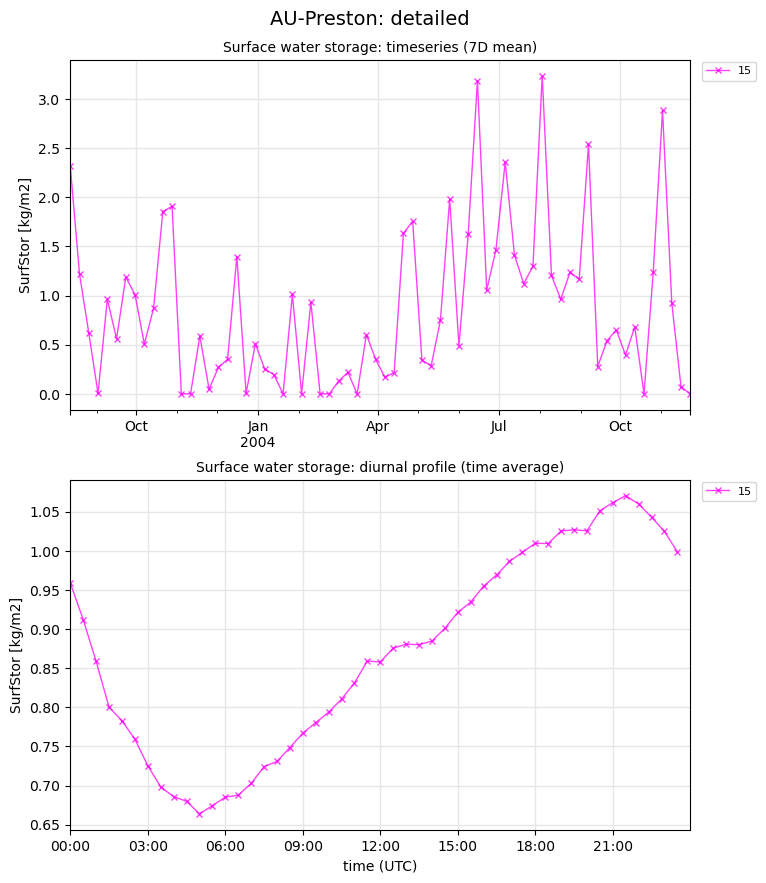 AU-Preston: detailed
Surface water storage: timeseries (7D mean)
15
SurfStor [kg/m2]
3.0
2.5
2.0
1.5
1.0
0.5
0.0
Oct
Jan
2004
Apr
Jul
Oct
Surface water storage: diurnal profile (time average)
15
SurfStor [kg/m2]
1.05
1.00
0.95
0.90
0.85
0.80
0.75
0.70
0.65
00:00
03:00
06:00
09:00
12:00
15:00
18:00
21:00
time (UTC)